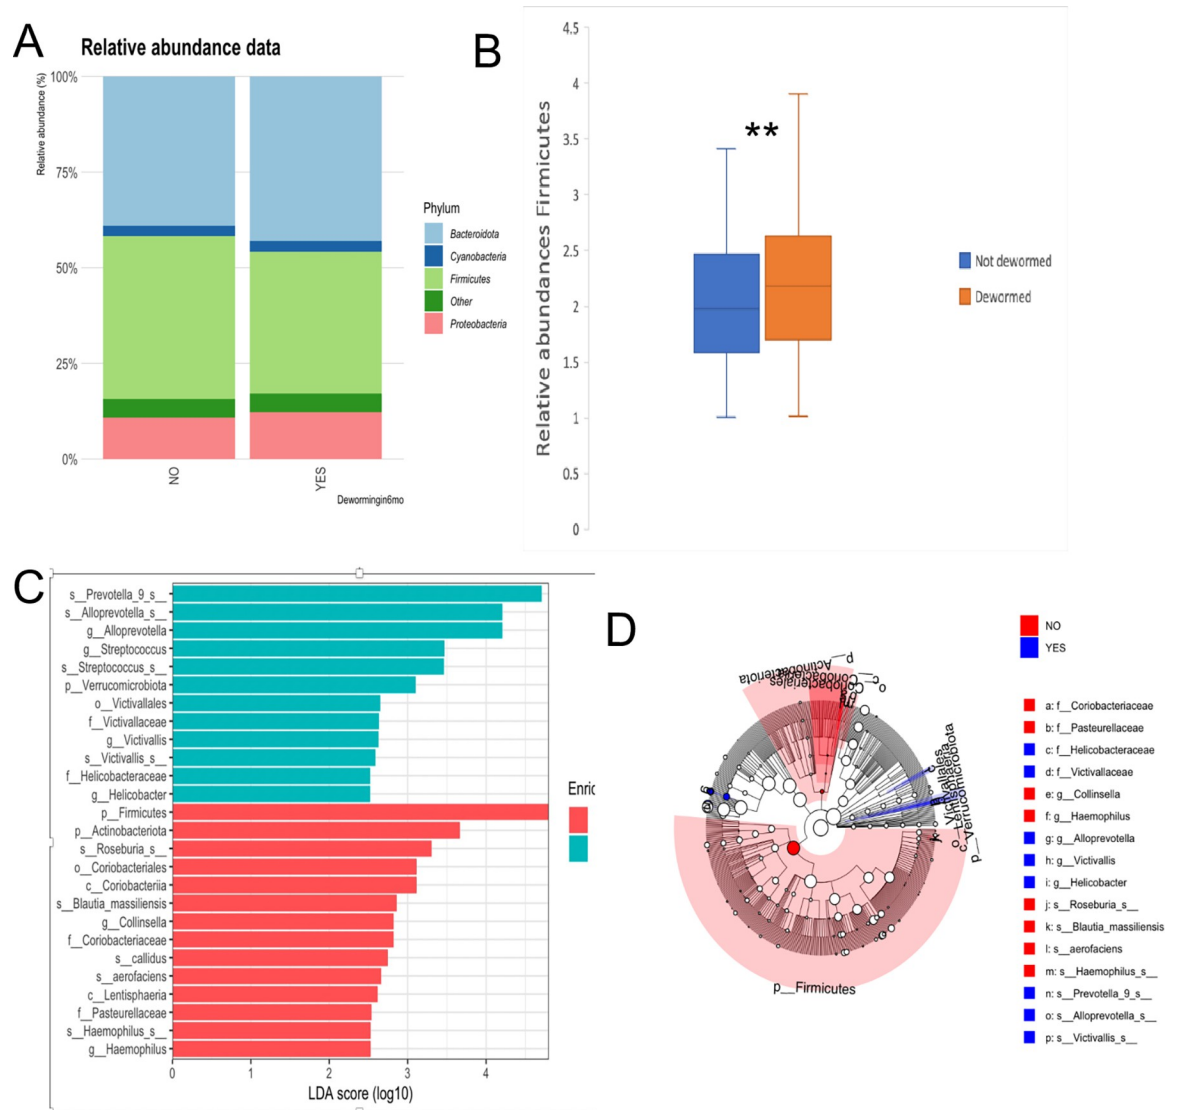 A
Relative abundance data
Relative abundance (%)
100%
75%
50%
25%
0%
NO
YES
Dewormingin6mo
Phylum
Bacteroidota
Cyanobacteria
Firmicutes
Other
Proteobacteria
B
Relative abundances Firmicutes
4.5
4
3.5
3
2.5
2
1.5
1
0.5
0
**
Not dewormed
Dewormed
C
s__Prevotella_9_s__
s__Alloprevotella_s__
g__Alloprevotella
g__Streptococcus
s__Streptococcus_s__
p__Verrucomicrobiota
o__Victivallales
f__Victivallaceae
g__Victivallis
s__Victivallis_s__
f__Helicobacteraceae
g__Helicobacter
p__Firmicutes
p__Actinobacteriota
s__Roseburia_s__
o__Coriobacteriales
c__Coriobacteriia
s__Blautia_massiliensis
g__Collinsella
f__Coriobacteriaceae
s__callidus
s__aerofaciens
c__Lentisphaeria
f__Pasteurellaceae
s__Haemophilus_s__
g__Haemophilus
0
1
2
3
4
LDA score (log10)
Enric
D
p__Verrucomicrobiota
p__Firmicutes
NO
YES
a: f__Coriobacteriaceae
b: f__Pasteurellaceae
c: f__Helicobacteraceae
d: f__Victivallaceae
e: g__Collinsella
f: g__Haemophilus
g: g__Alloprevotella
h: g__Victivallis
i: g__Helicobacter
j: s__Roseburia_s__
k: s__Blautia_massiliensis
l: s__aerofaciens
m: s__Haemophilus_s__
n: s__Prevotella_9_s__
o: s__Alloprevotella_s__
p: s__Victivallis_s__